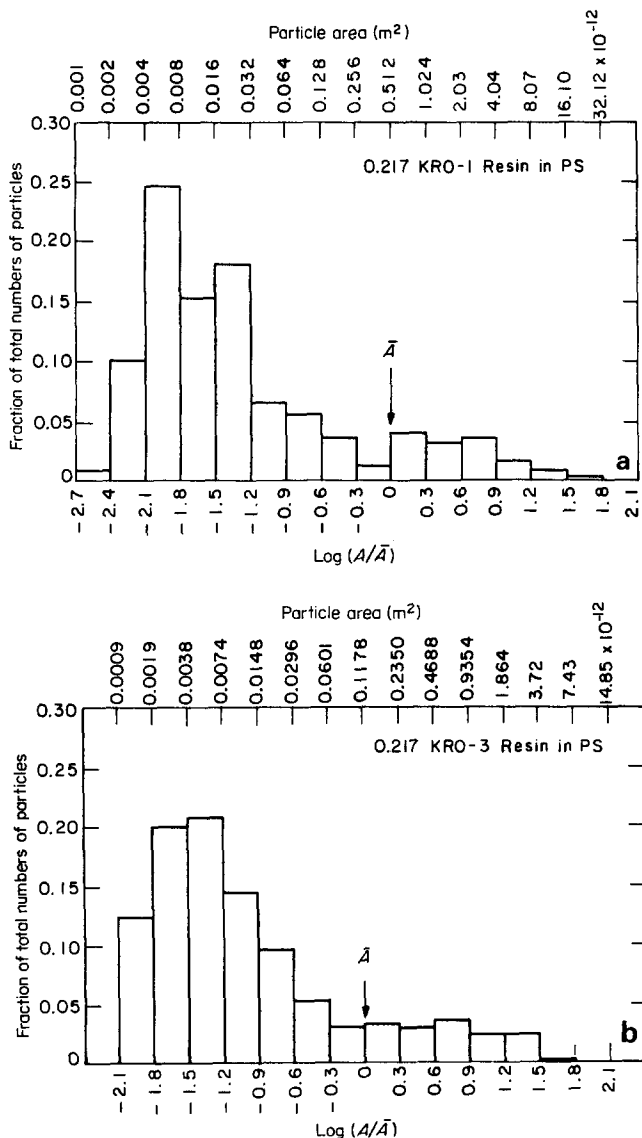 Particle area (m²)
0.001 0.002 0.004 0.008 0.016 0.032 0.064 0.128 0.256 0.512 1.024 2.03 4.04 8.07 16.10 32.12 x 10⁻¹²
0.217 KRO-1 Resin in PS
Fraction of total numbers of particles
0.30
0.25
0.20
0.15
0.10
0.05
0
Ā
a
-2.7 -2.4 -2.1 -1.8 -1.5 -1.2 -0.9 -0.6 -0.3 0 0.3 0.6 0.9 1.2 1.5 1.8 2.1
Log (A/Ā)
Particle area (m²)
0.0009 0.0019 0.0038 0.0074 0.0148 0.0296 0.0601 0.1178 0.2350 0.4688 0.9354 1.864 3.72 7.43 14.85 x 10⁻¹²
0.217 KRO-3 Resin in PS
Fraction of total numbers of particles
0.30
0.25
0.20
0.15
0.10
0.05
0
Ā
b
-2.1 -1.8 -1.5 -1.2 -0.9 -0.6 -0.3 0 0.3 0.6 0.9 1.2 1.5 1.8 2.1
Log (A/Ā)